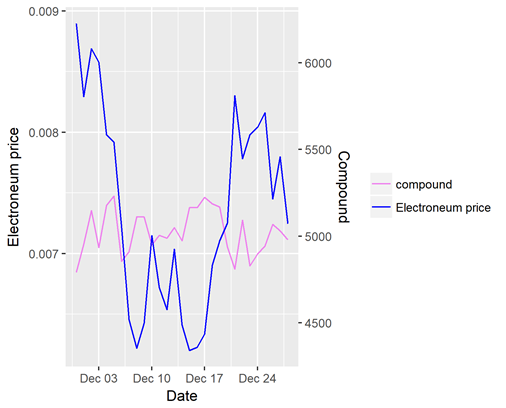 0.009
0.008
0.007
Electroneum price
6000
5500
5000
4500
Compound
Dec 03
Dec 10
Dec 17
Dec 24
Date
compound
Electroneum price